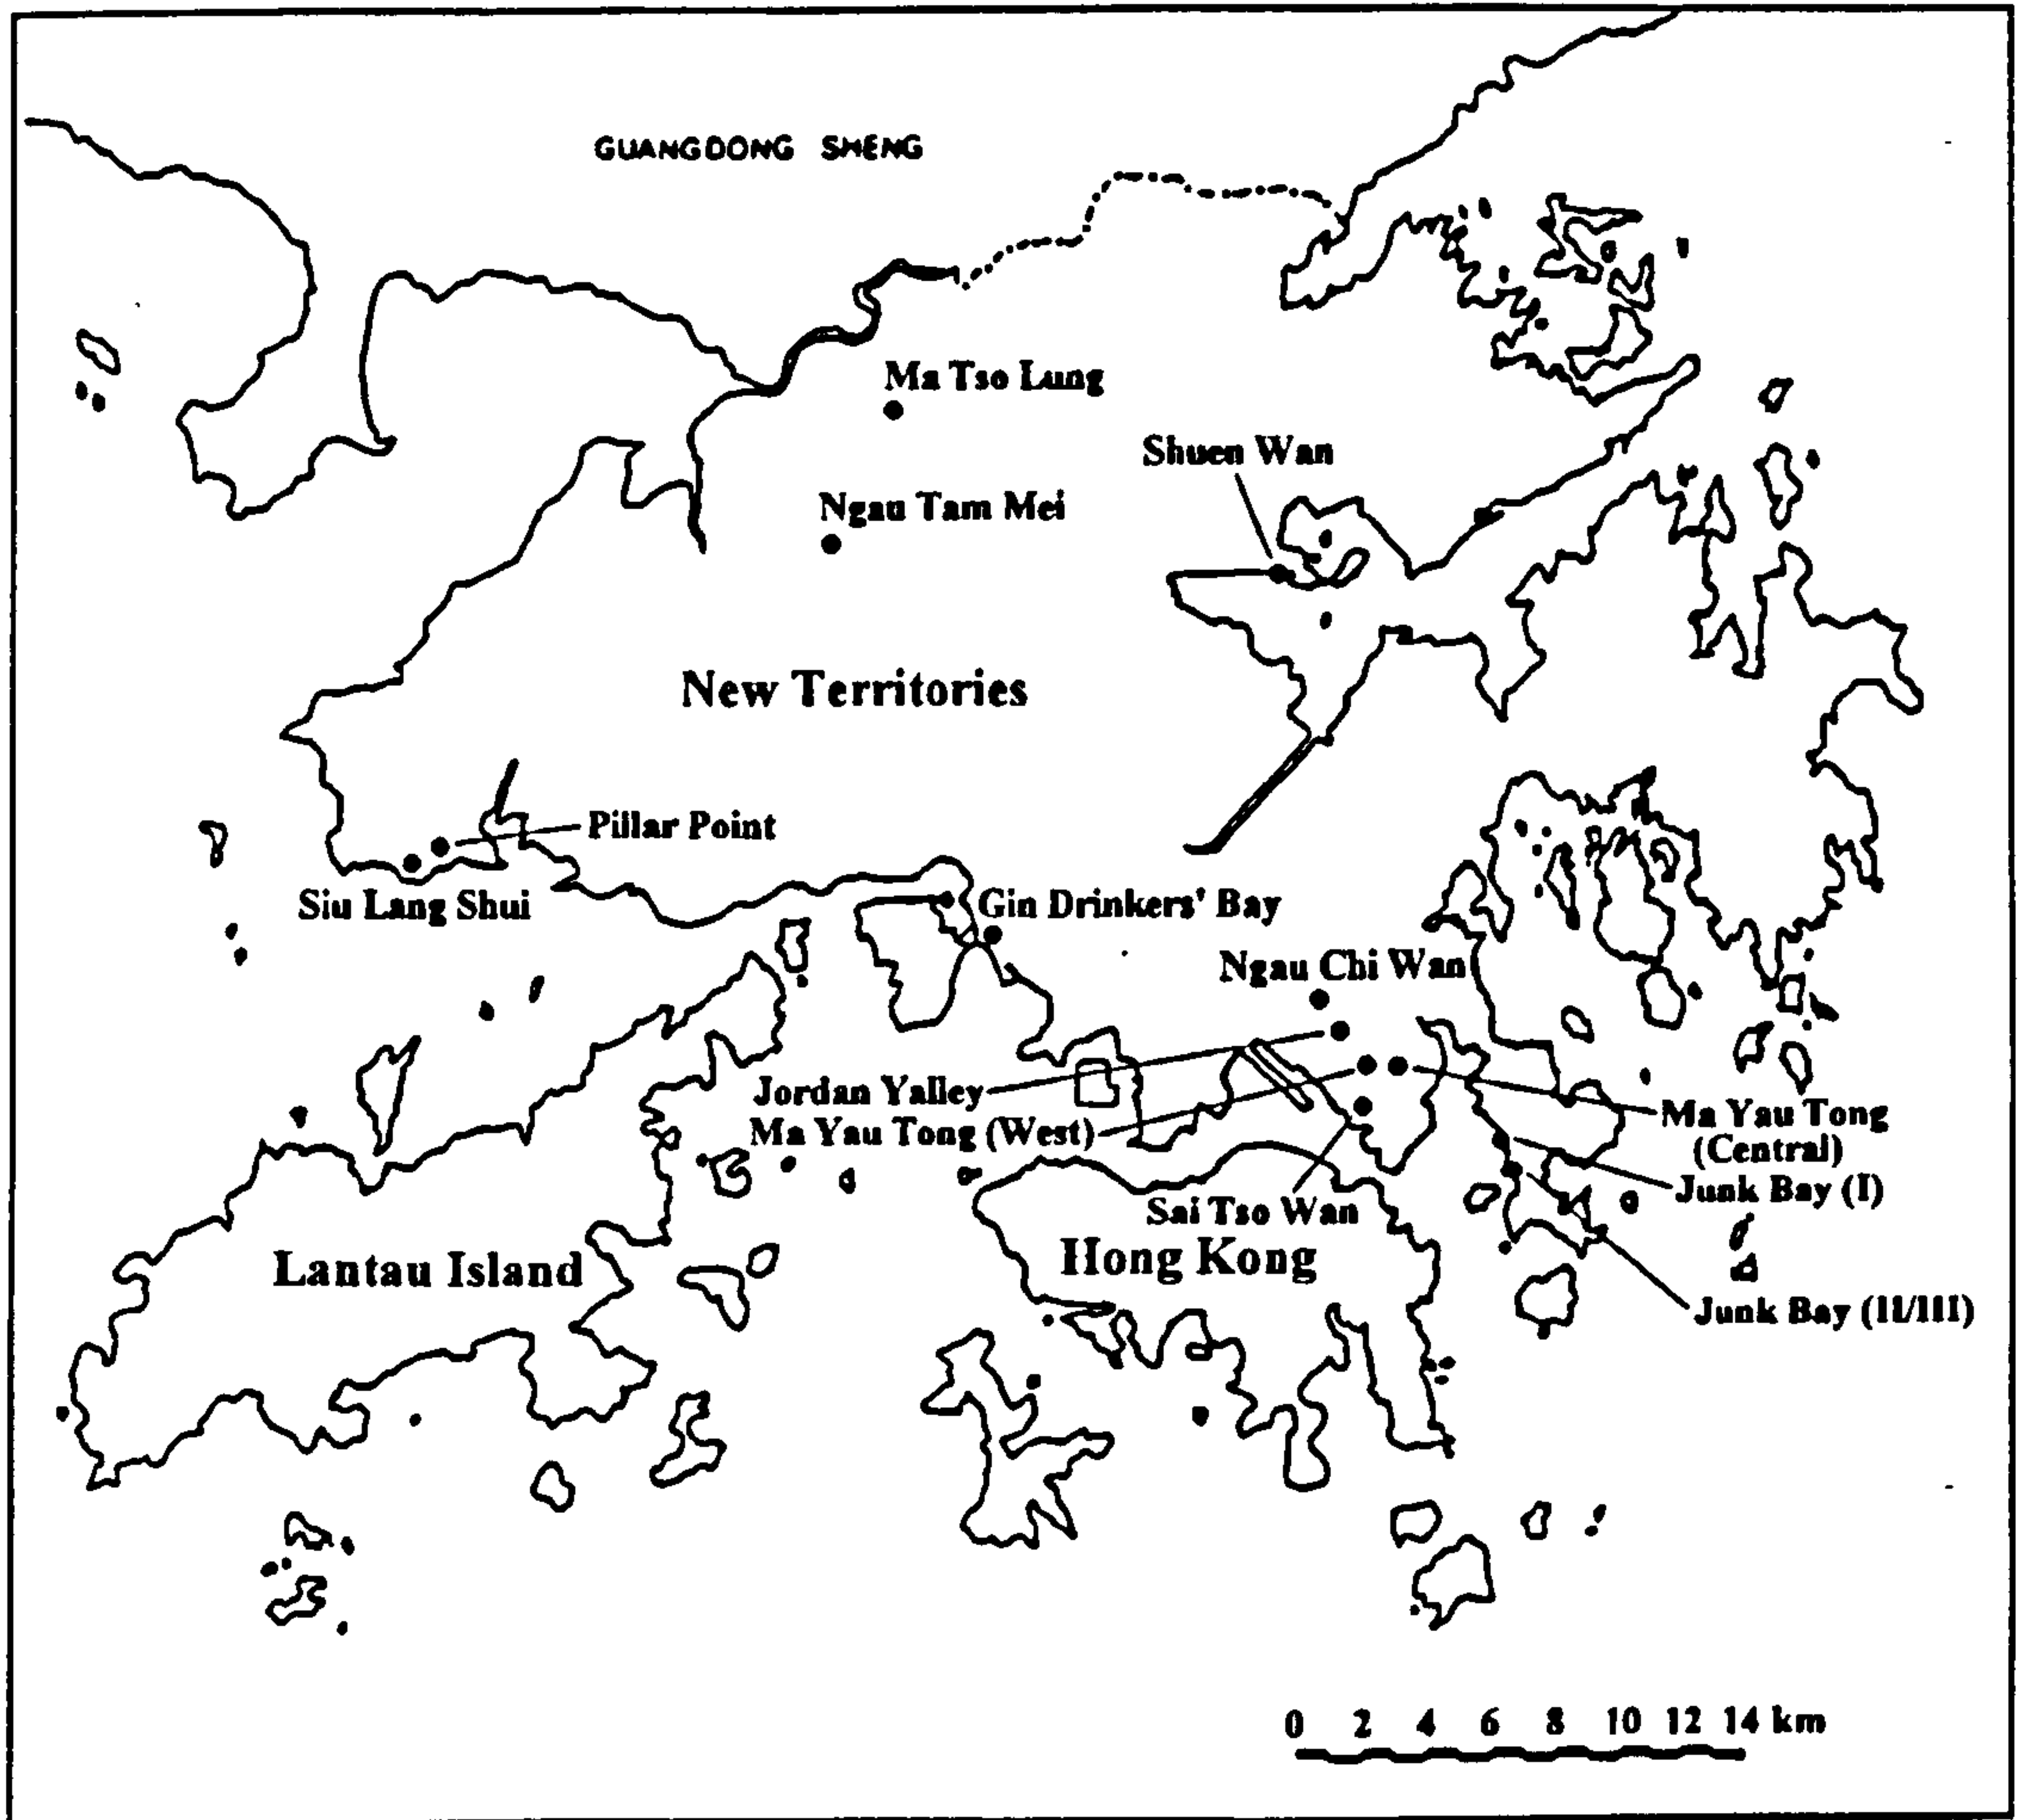 GUANGDONG SHENG
Ma Tso Lung
Shuen Wan
Ngau Tam Mei
New Territories
Pillar Point
Siu Lang Shui
Gin Drinkers' Bay
Ngau Chi Wan
Jordan Yalley
Ma Yau Tong (West)
Ma Yau Tong
(Central)
Junk Bay (I)
Sai Tso Wan
Lantau Island
Hong Kong
Junk Bay (II/III)
0 2 4 6 8 10 12 14 km